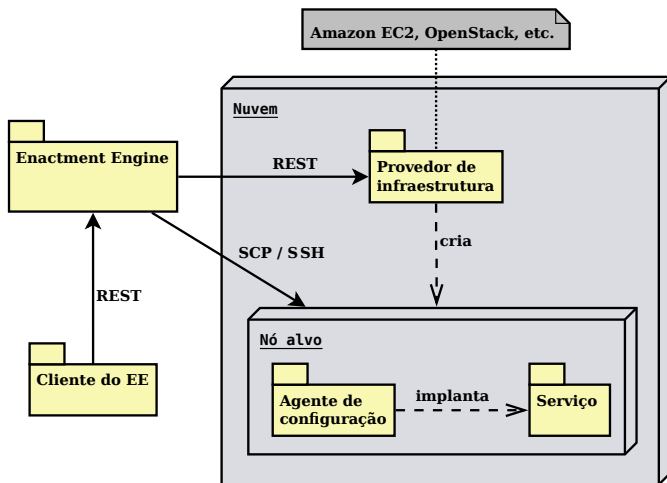 Amazon EC2, OpenStack, etc.
Nuvem
Enactment Engine
REST
Provedor de
infraestrutura
cria
SCP / SSH
REST
Nó alvo
Cliente do EE
Agente de
configuração
implanta
Serviço